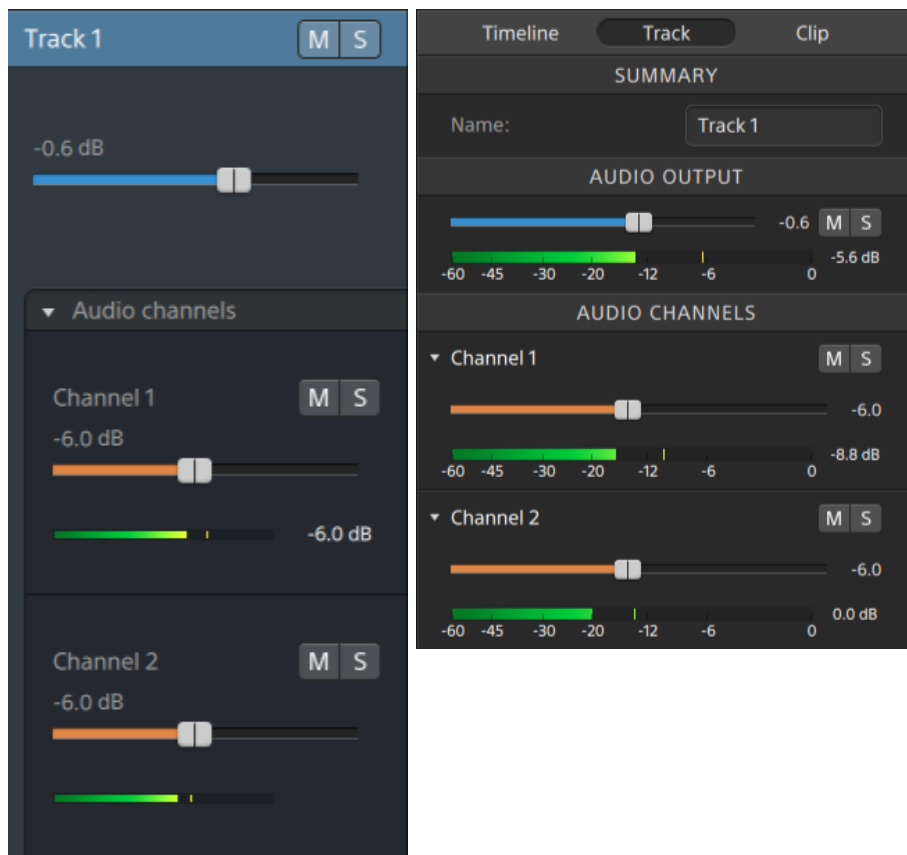 Track 1 M S
-0.6 dB
Audio channels
Channel 1 M S
-6.0 dB
-6.0 dB
Channel 2 M S
-6.0 dB
Timeline Track Clip
SUMMARY
Name: Track 1
AUDIO OUTPUT
-0.6 M S
-5.6 dB
-60 -45 -30 -20 -12 -6 0
AUDIO CHANNELS
Channel 1 M S
-6.0
-8.8 dB
-60 -45 -30 -20 -12 -6 0
Channel 2 M S
-6.0
0.0 dB
-60 -45 -30 -20 -12 -6 0